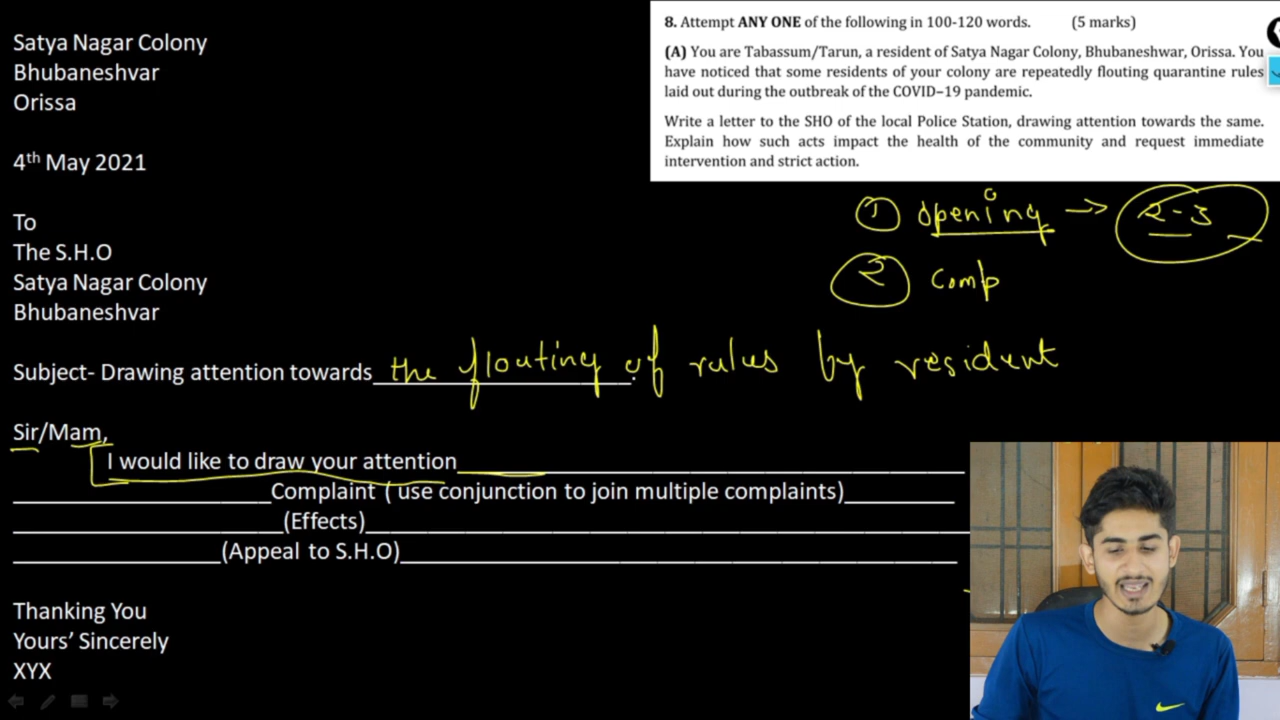 Satya Nagar Colony
Bhubaneshvar
Orissa
4th May 2021
To
The S.H.O
Satya Nagar Colony
Bhubaneshvar
Subject- Drawing attention towards the flouting of rules by resident
Sir/Mam,
I would like to draw your attention
Complaint ( use conjunction to join multiple complaints)
(Effects)
(Appeal to S.H.O)
Thanking You
Yours’ Sincerely
XYX
8. Attempt ANY ONE of the following in 100-120 words. (5 marks)
(A) You are Tabassum/Tarun, a resident of Satya Nagar Colony, Bhubaneshwar, Orissa. You
have noticed that some residents of your colony are repeatedly flouting quarantine rules
laid out during the outbreak of the COVID–19 pandemic.
Write a letter to the SHO of the local Police Station, drawing attention towards the same.
Explain how such acts impact the health of the community and request immediate
intervention and strict action.
1 opening → 2-3
2 comp